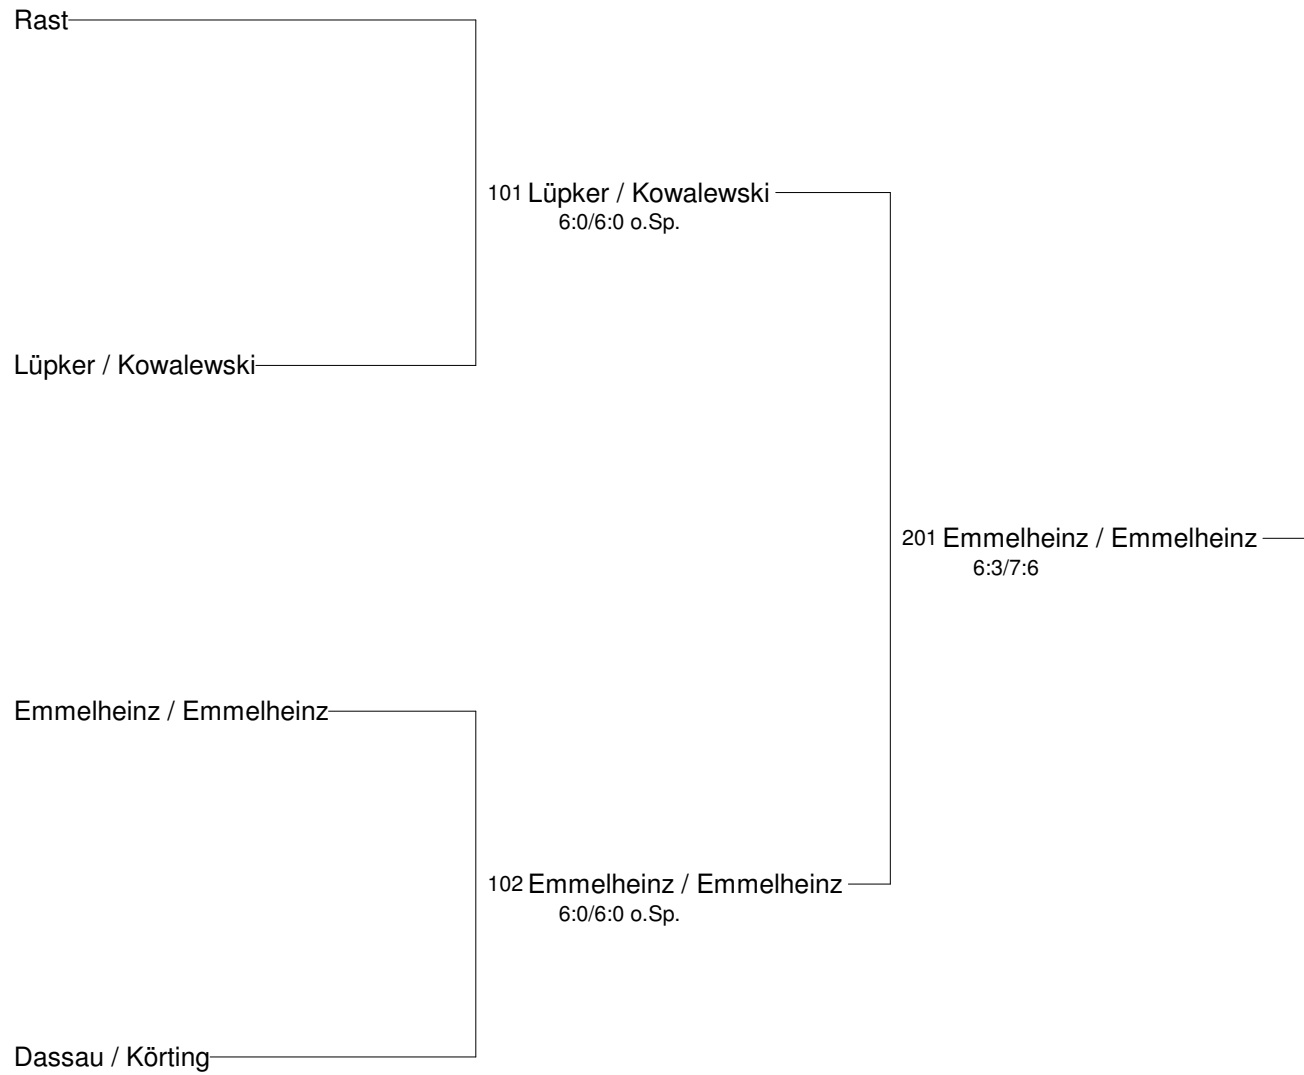 Rast
101 Lüpker / Kowalewski
6:0/6:0 o.Sp.
Lüpker / Kowalewski
201 Emmelheinz / Emmelheinz
6:3/7:6
Emmelheinz / Emmelheinz
102 Emmelheinz / Emmelheinz
6:0/6:0 o.Sp.
Dassau / Körting